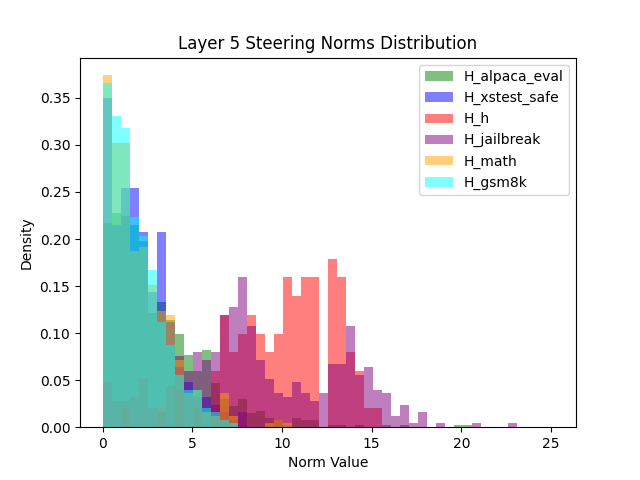 Layer 5 Steering Norms Distribution
H_alpaca_eval
H_xstest_safe
H_h
H_jailbreak
H_math
H_gsm8k
0.35
0.30
0.25
0.20
0.15
0.10
0.05
0.00
Density
0 5 10 15 20 25
Norm Value